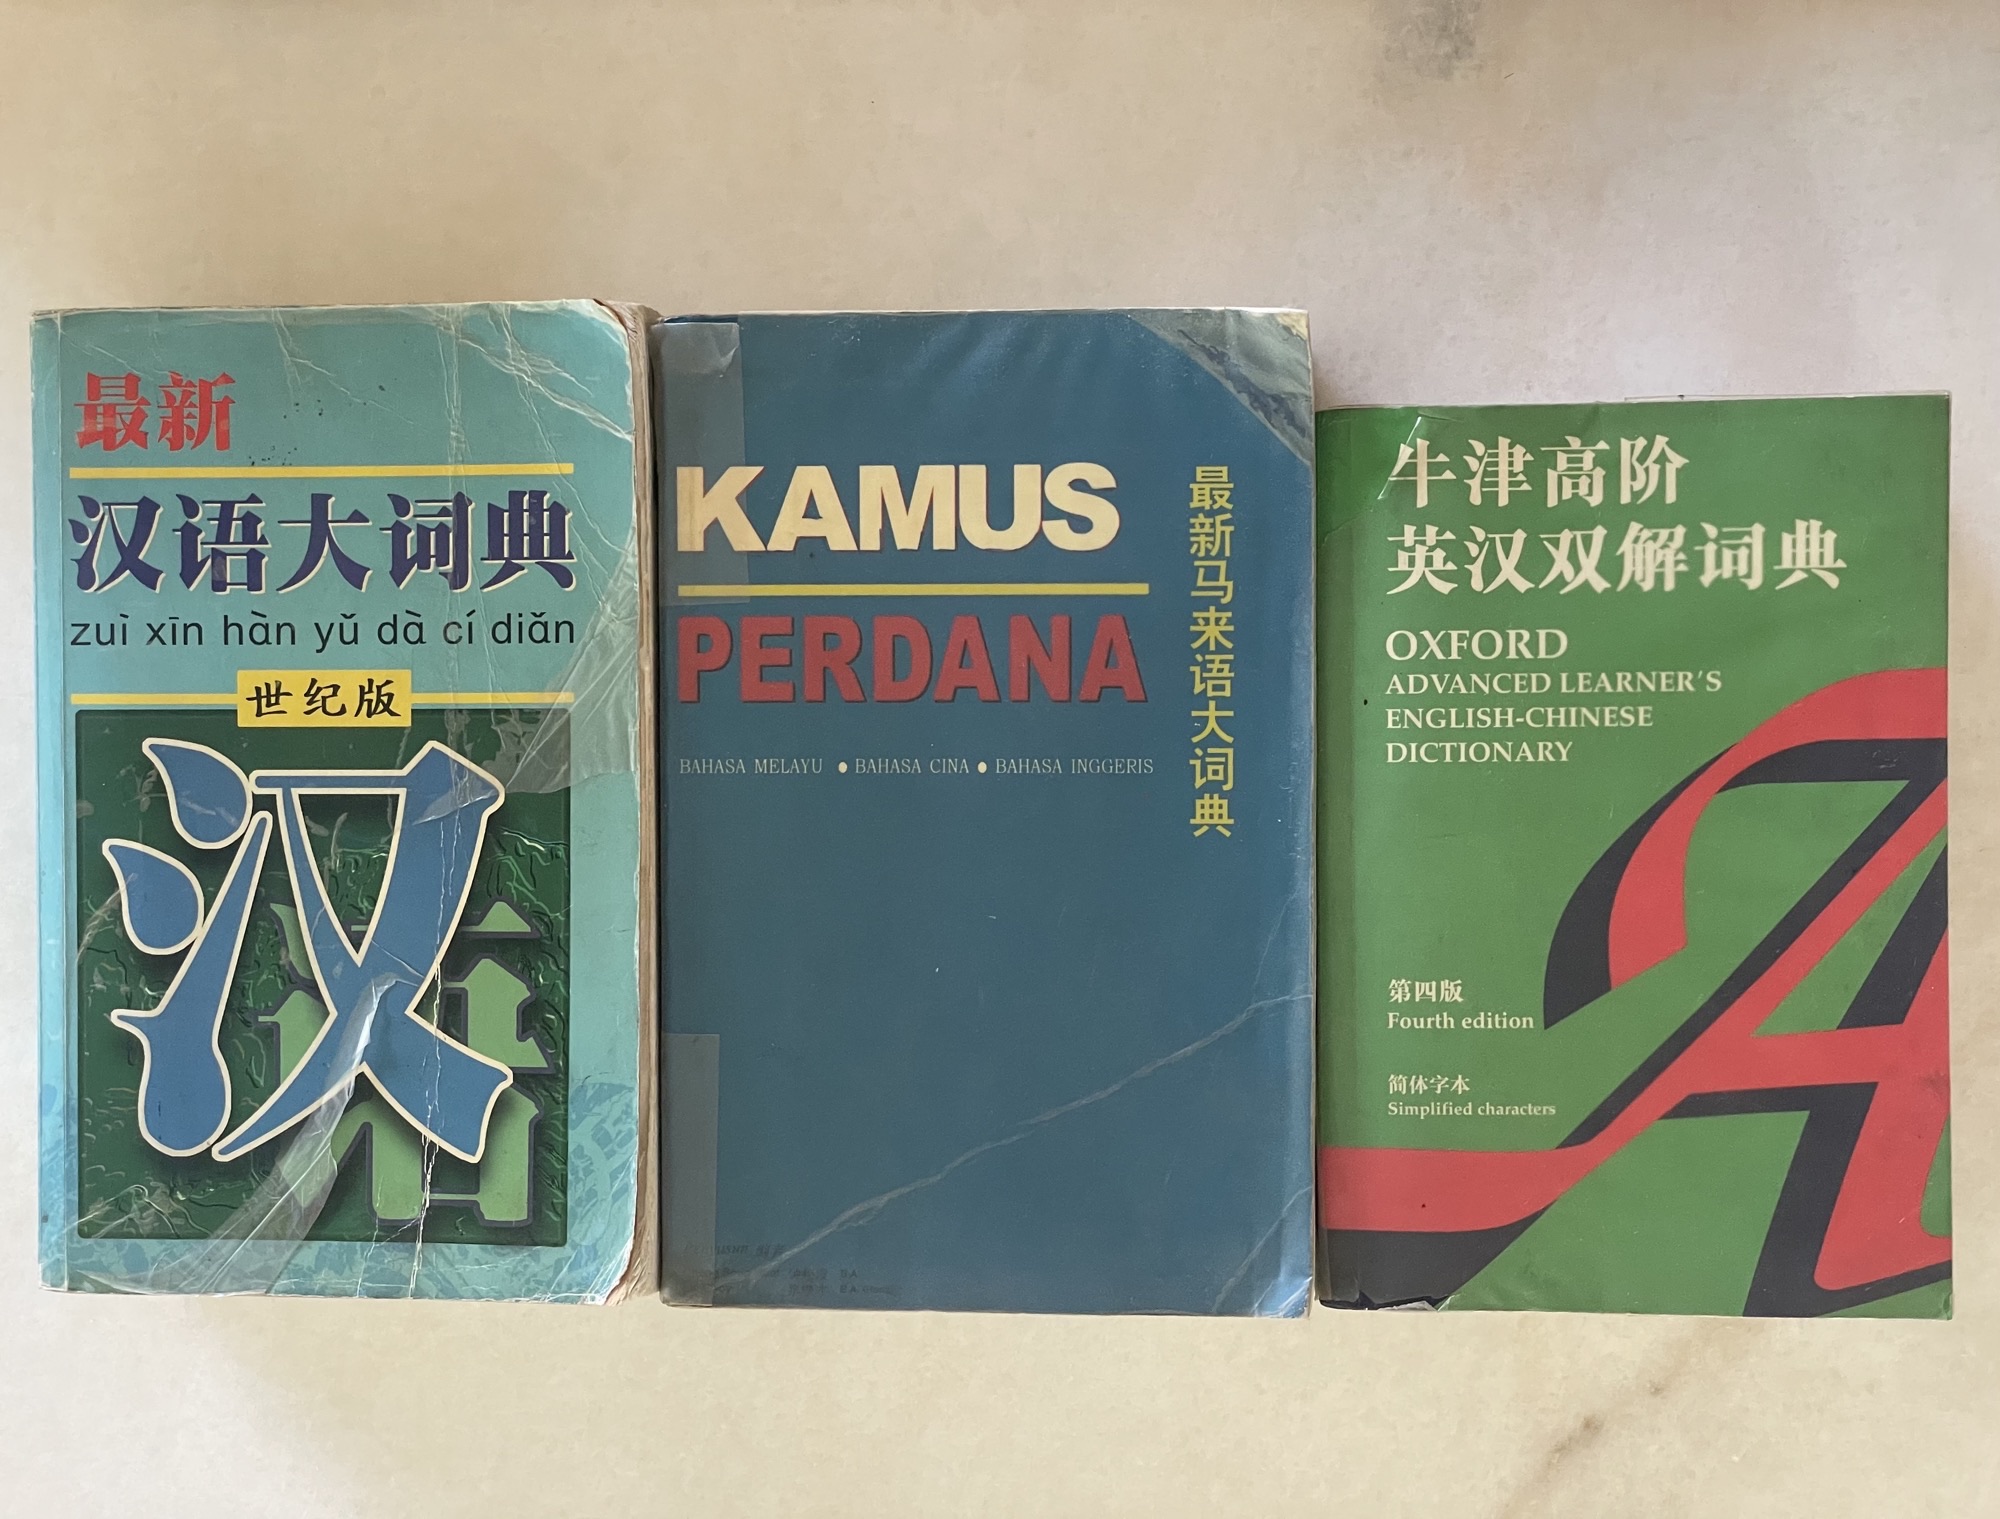 最新
汉语大词典
zuì xīn hàn yǔ dà cí diǎn
世纪版
汉
语
KAMUS
PERDANA
BAHASA MELAYU ● BAHASA CINA ● BAHASA INGGERIS
最新马来语大词典
牛津高阶
英汉双解词典
OXFORD
ADVANCED LEARNER'S
ENGLISH-CHINESE
DICTIONARY
第四版
Fourth edition
简体字本
Simplified characters
A